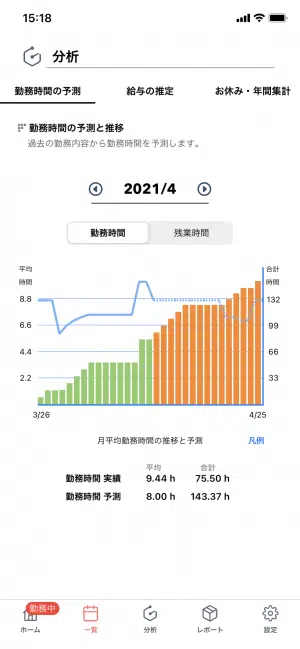 15:18
分析
勤務時間の予測 給与の推定 お休み・年間集計
勤務時間の予測と推移
過去の勤務内容から勤務時間を予測します。
2021/4
勤務時間 残業時間
平均 合計
時間 時間
8.8 132
6.6 99
4.4 66
2.2 33
3/26 4/25
月平均勤務時間の推移と予測 凡例
平均 合計
勤務時間 実績 9.44 h 75.50 h
勤務時間 予測 8.00 h 143.37 h
勤務中
ホーム 一覧 分析 レポート 設定